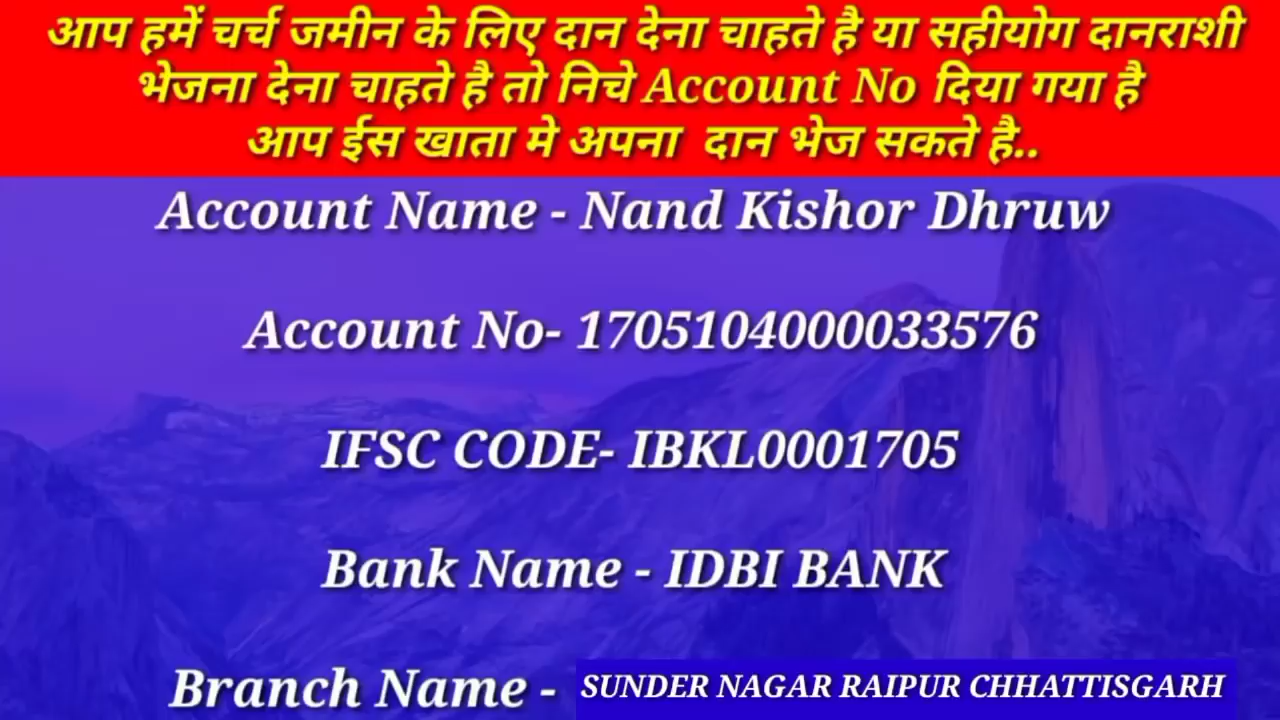 आप हमें चर्च जमीन के लिए दान देना चाहते है या सहीयोग दानराशी
भेजना देना चाहते है तो निचे Account No दिया गया है
आप ईस खाता मे अपना दान भेज सकते है..
Account Name - Nand Kishor Dhruw
Account No- 1705104000033576
IFSC CODE- IBKL0001705
Bank Name - IDBI BANK
Branch Name - SUNDER NAGAR RAIPUR CHHATTISGARH